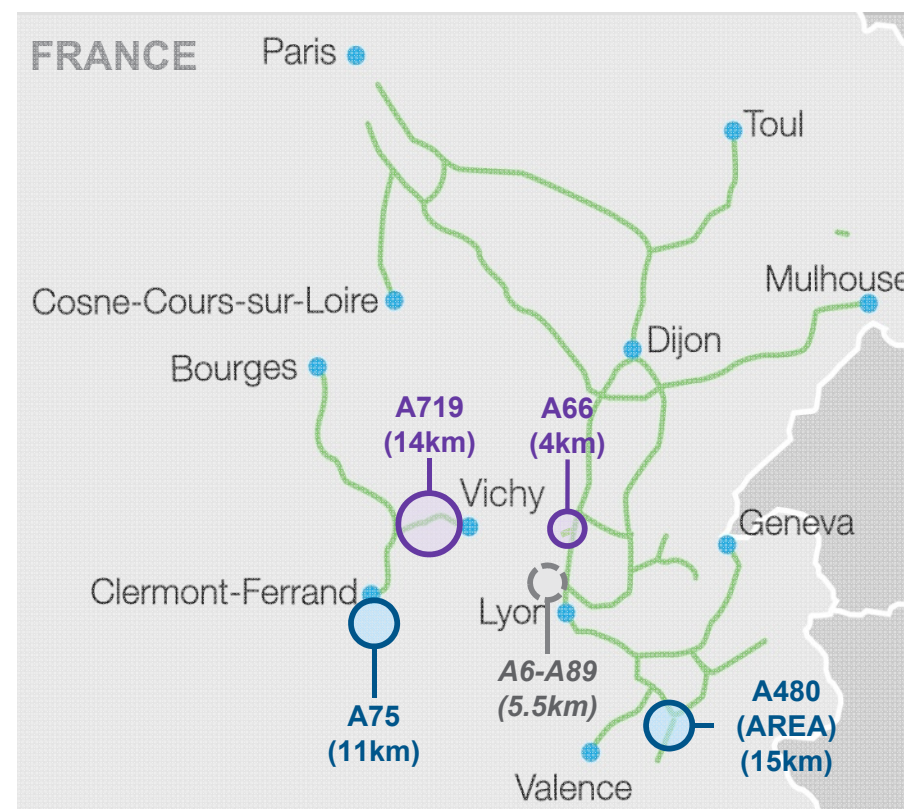 FRANCE
Paris
Toul
Mulhouse
Cosne-Cours-sur-Loire
Dijon
Bourges
A719
(14km)
A66
(4km)
Vichy
Geneva
Clermont-Ferrand
Lyon
A6-A89
(5.5km)
A75
(11km)
A480
(AREA)
(15km)
Valence